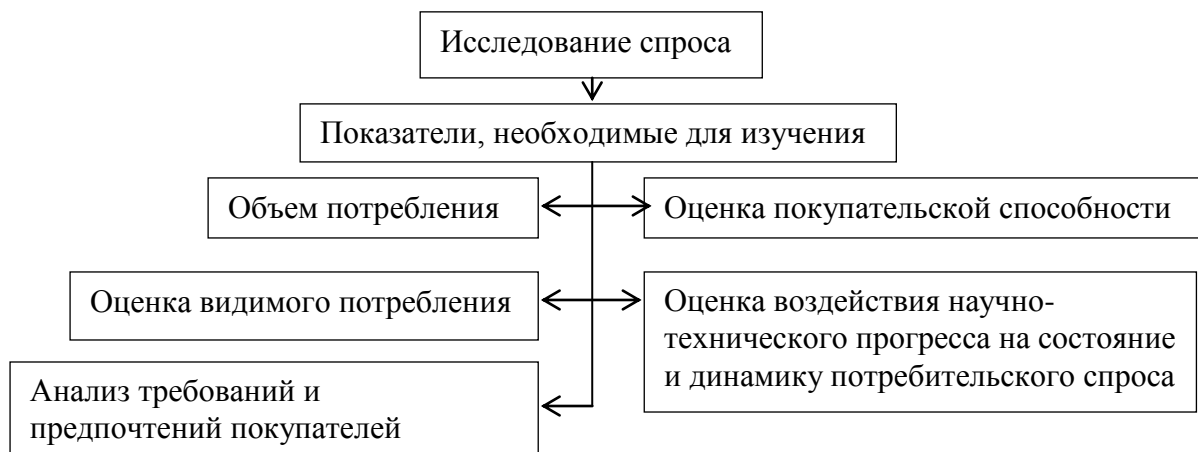 Исследование спроса
Показатели, необходимые для изучения
Объем потребления
Оценка покупательской способности
Оценка видимого потребления
Оценка воздействия научно-
технического прогресса на состояние
и динамику потребительского спроса
Анализ требований и
предпочтений покупателей